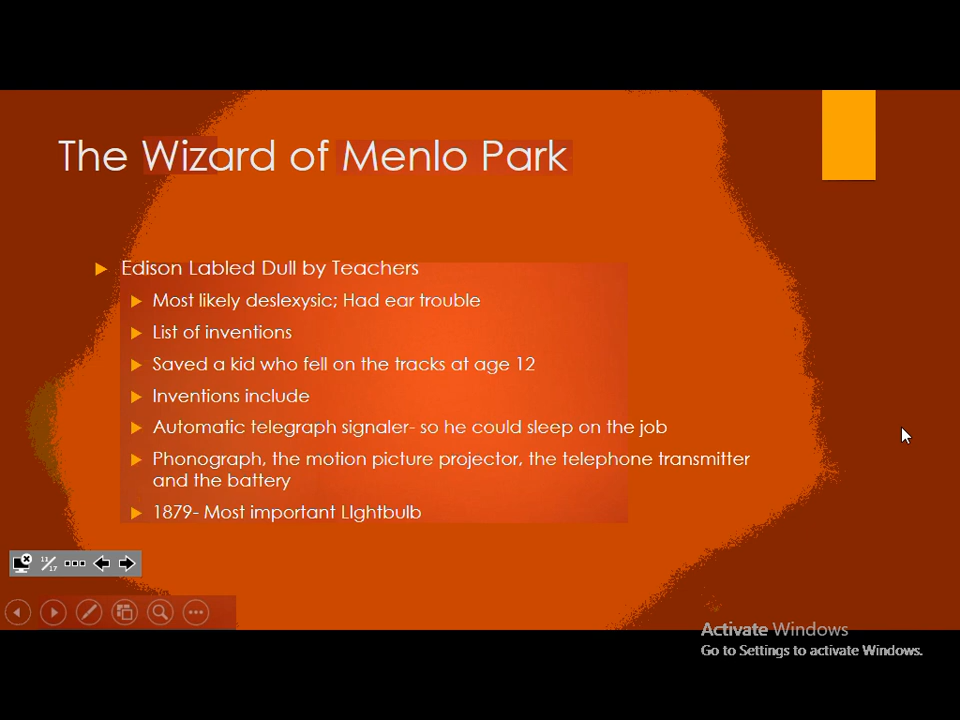 The Wizard of Menlo Park
Edison Labled Dull by Teachers
Most likely deslexysic; Had ear trouble
List of inventions
Saved a kid who fell on the tracks at age 12
Inventions include
Automatic telegraph signaler- so he could sleep on the job
Phonograph, the motion picture projector, the telephone transmitter
and the battery
1879- Most important LIghtbulb
11/17
Activate Windows
Go to Settings to activate Windows.